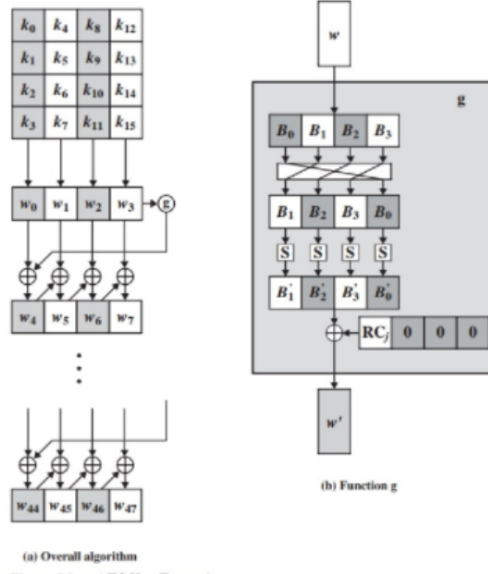 k0 k4 k8 k12
k1 k5 k9 k13
k2 k6 k10 k14
k3 k7 k11 k15
w0 w1 w2 w3 g
w4 w5 w6 w7
w44 w45 w46 w47
(a) Overall algorithm
w
g
B0 B1 B2 B3
B1 B2 B3 B0
S S S S
B'1 B'2 B'3 B'0
RCj 0 0 0
w'
(b) Function g